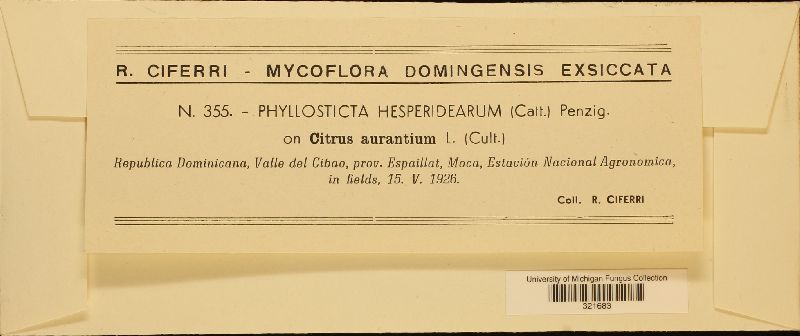 R. CIFERRI - MYCOFLORA DOMINGENSIS EXSICCATA
N. 355. - PHYLLOSTICTA HESPERIDEARUM (Catt.) Penzig.
on Citrus aurantium L. (Cult.)
Republica Dominicana, Valle del Cibao, prov. Espaillat, Moca, Estación Nacional Agronomica,
in fields, 15. V. 1926.
Coll. R. CIFERRI
University of Michigan Fungus Collection
321683